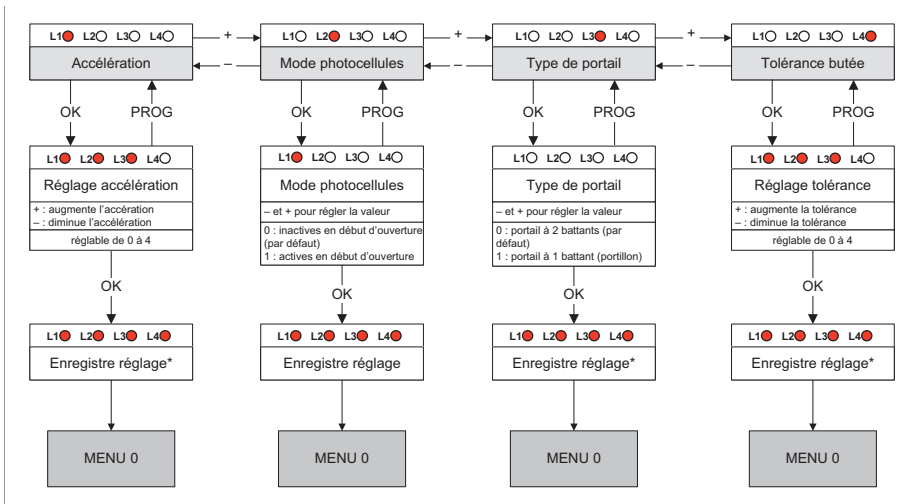 L1 L2 L3 L4 + L1 L2 L3 L4 + L1 L2 L3 L4 + L1 L2 L3 L4
Accélération – Mode photocellules – Type de portail – Tolérance butée
OK PROG OK PROG OK PROG OK PROG
L1 L2 L3 L4
Réglage accélération
+ : augmente l'accération
– : diminue l'accélération
réglable de 0 à 4
L1 L2 L3 L4
Mode photocellules
– et + pour régler la valeur
0 : inactives en début d'ouverture
(par défaut)
1 : actives en début d'ouverture
L1 L2 L3 L4
Type de portail
– et + pour régler la valeur
0 : portail à 2 battants (par
défaut)
1 : portail à 1 battant (portillon)
L1 L2 L3 L4
Réglage tolérance
+ : augmente la tolérance
– : diminue la tolérance
réglable de 0 à 4
OK OK OK OK
L1 L2 L3 L4 L1 L2 L3 L4 L1 L2 L3 L4 L1 L2 L3 L4
Enregistre réglage* Enregistre réglage Enregistre réglage* Enregistre réglage*
MENU 0 MENU 0 MENU 0 MENU 0